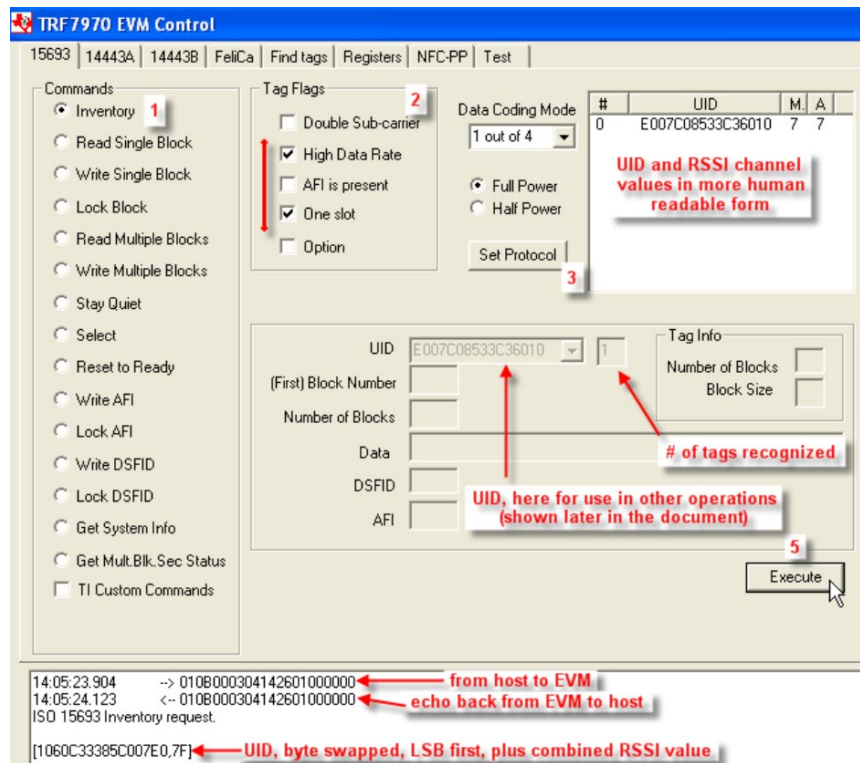 TRF7970 EVM Control
15693 14443A 14443B FeliCa Find tags Registers NFC-PP Test
Commands
Inventory 1
Read Single Block
Write Single Block
Lock Block
Read Multiple Blocks
Write Multiple Blocks
Stay Quiet
Select
Reset to Ready
Write AFI
Lock AFI
Write DSFID
Lock DSFID
Get System Info
Get Mult.Blk.Sec Status
TI Custom Commands
Tag Flags
2
Double Sub-carrier
High Data Rate
AFI is present
One slot
Option
Data Coding Mode
1 out of 4
Full Power
Half Power
Set Protocol
3
# UID M. A
0 E007C08533C36010 7 7
UID and RSSI channel
values in more human
readable form
UID E007C08533C36010 1
(First) Block Number
Number of Blocks
Data
DSFID
AFI
Tag Info
Number of Blocks
Block Size
# of tags recognized
UID, here for use in other operations
(shown later in the document)
5
Execute
14:05:23.904 --> 010B000304142601000000 from host to EVM
14:05:24.123 <-- 010B000304142601000000 echo back from EVM to host
ISO 15693 Inventory request.
[1060C33385C007E0,7F] UID, byte swapped, LSB first, plus combined RSSI value